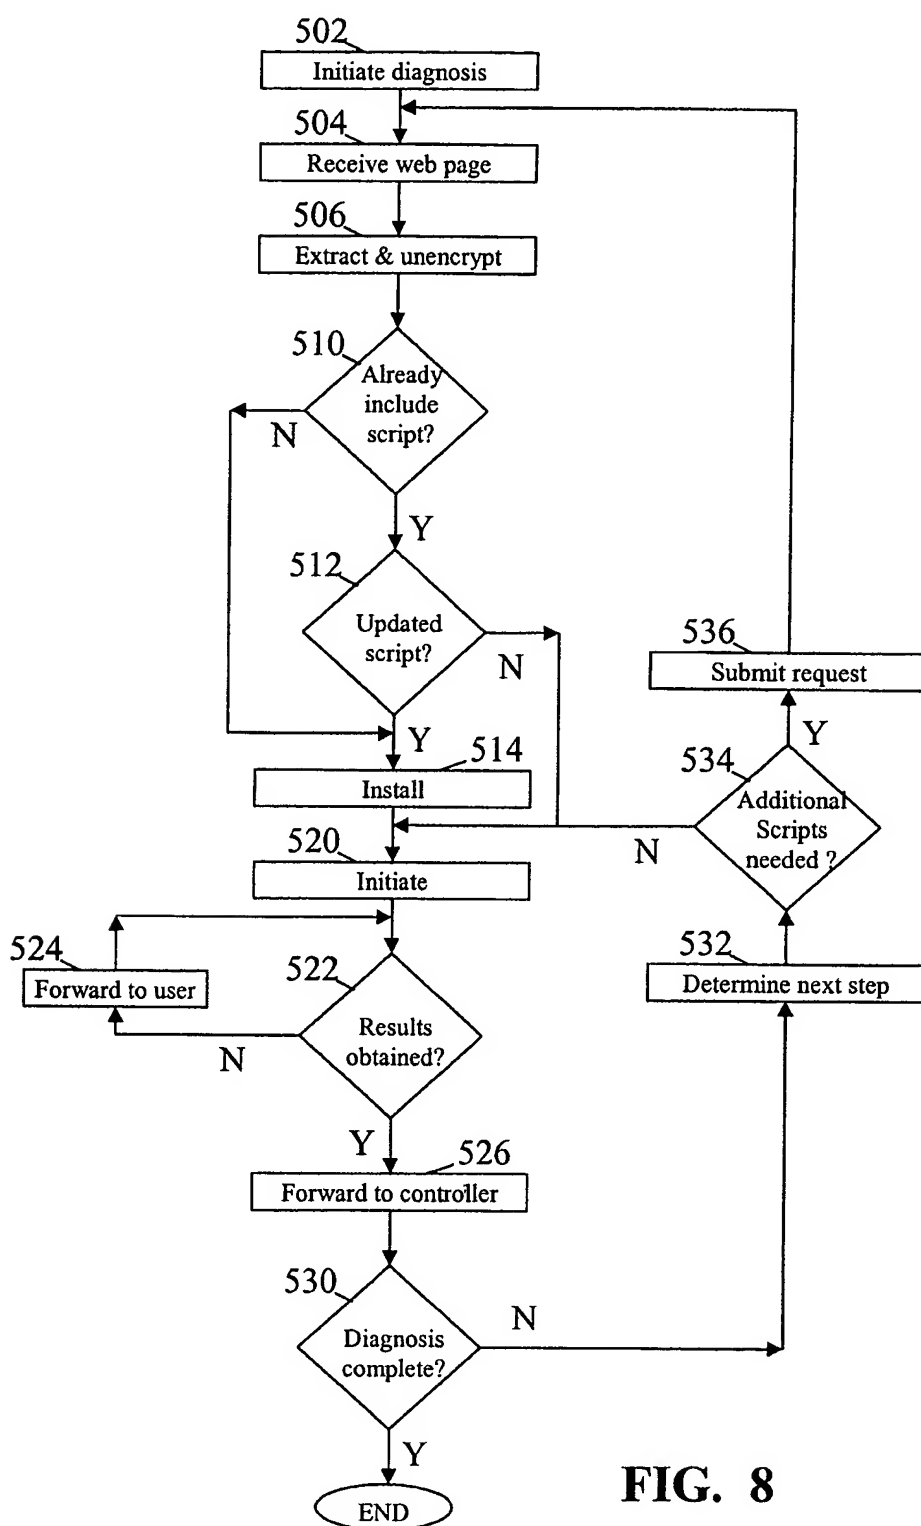 502
Initiate diagnosis
504
Receive web page
506
Extract & unencrypt
510
Already
include
script?
N
Y
512
Updated
script?
N
Y
514
Install
520
Initiate
524
Forward to user
522
Results
obtained?
N
Y
526
Forward to controller
530
Diagnosis
complete?
N
Y
END
532
Determine next step
534
Additional
Scripts
needed ?
N
Y
536
Submit request
FIG. 8